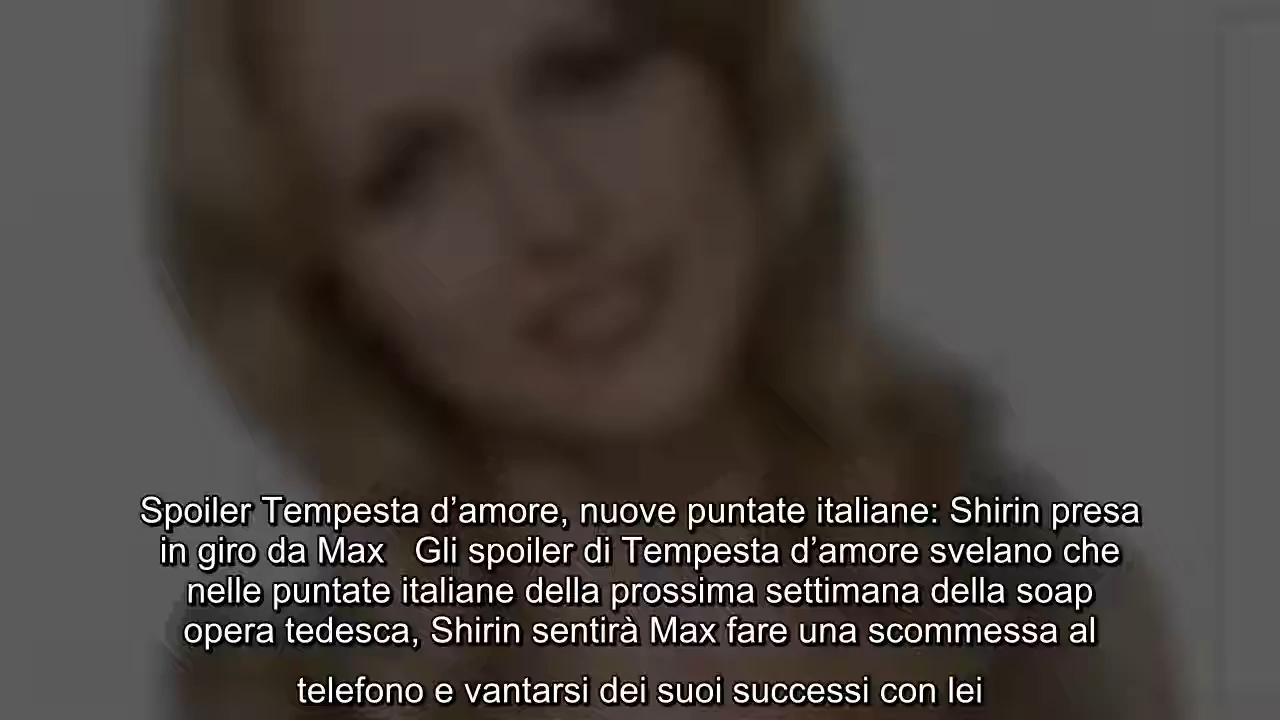 Spoiler Tempesta d’amore, nuove puntate italiane: Shirin presa
in giro da Max   Gli spoiler di Tempesta d’amore svelano che
nelle puntate italiane della prossima settimana della soap
opera tedesca, Shirin sentirà Max fare una scommessa al
telefono e vantarsi dei suoi successi con lei